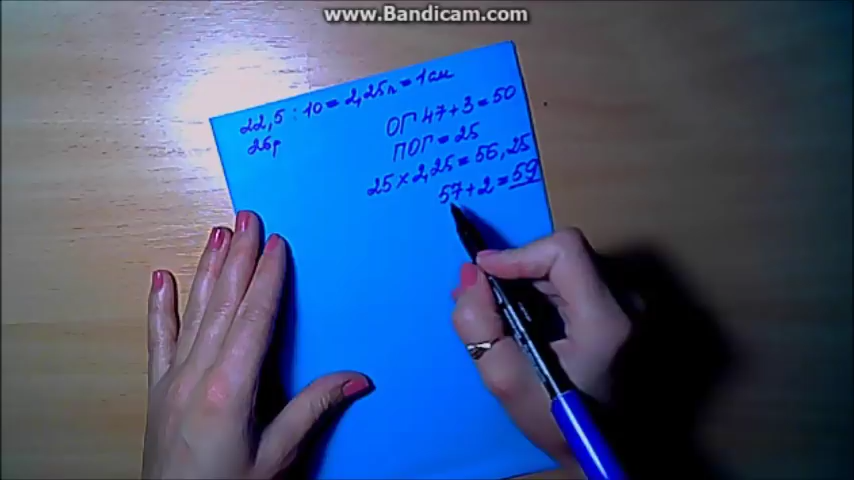 www.Bandicam.com
22,5 : 10 = 2,25п = 1см
26р
ОГ 47+3=50
ПОГ = 25
25 × 2,25 = 56,25
57+2=59